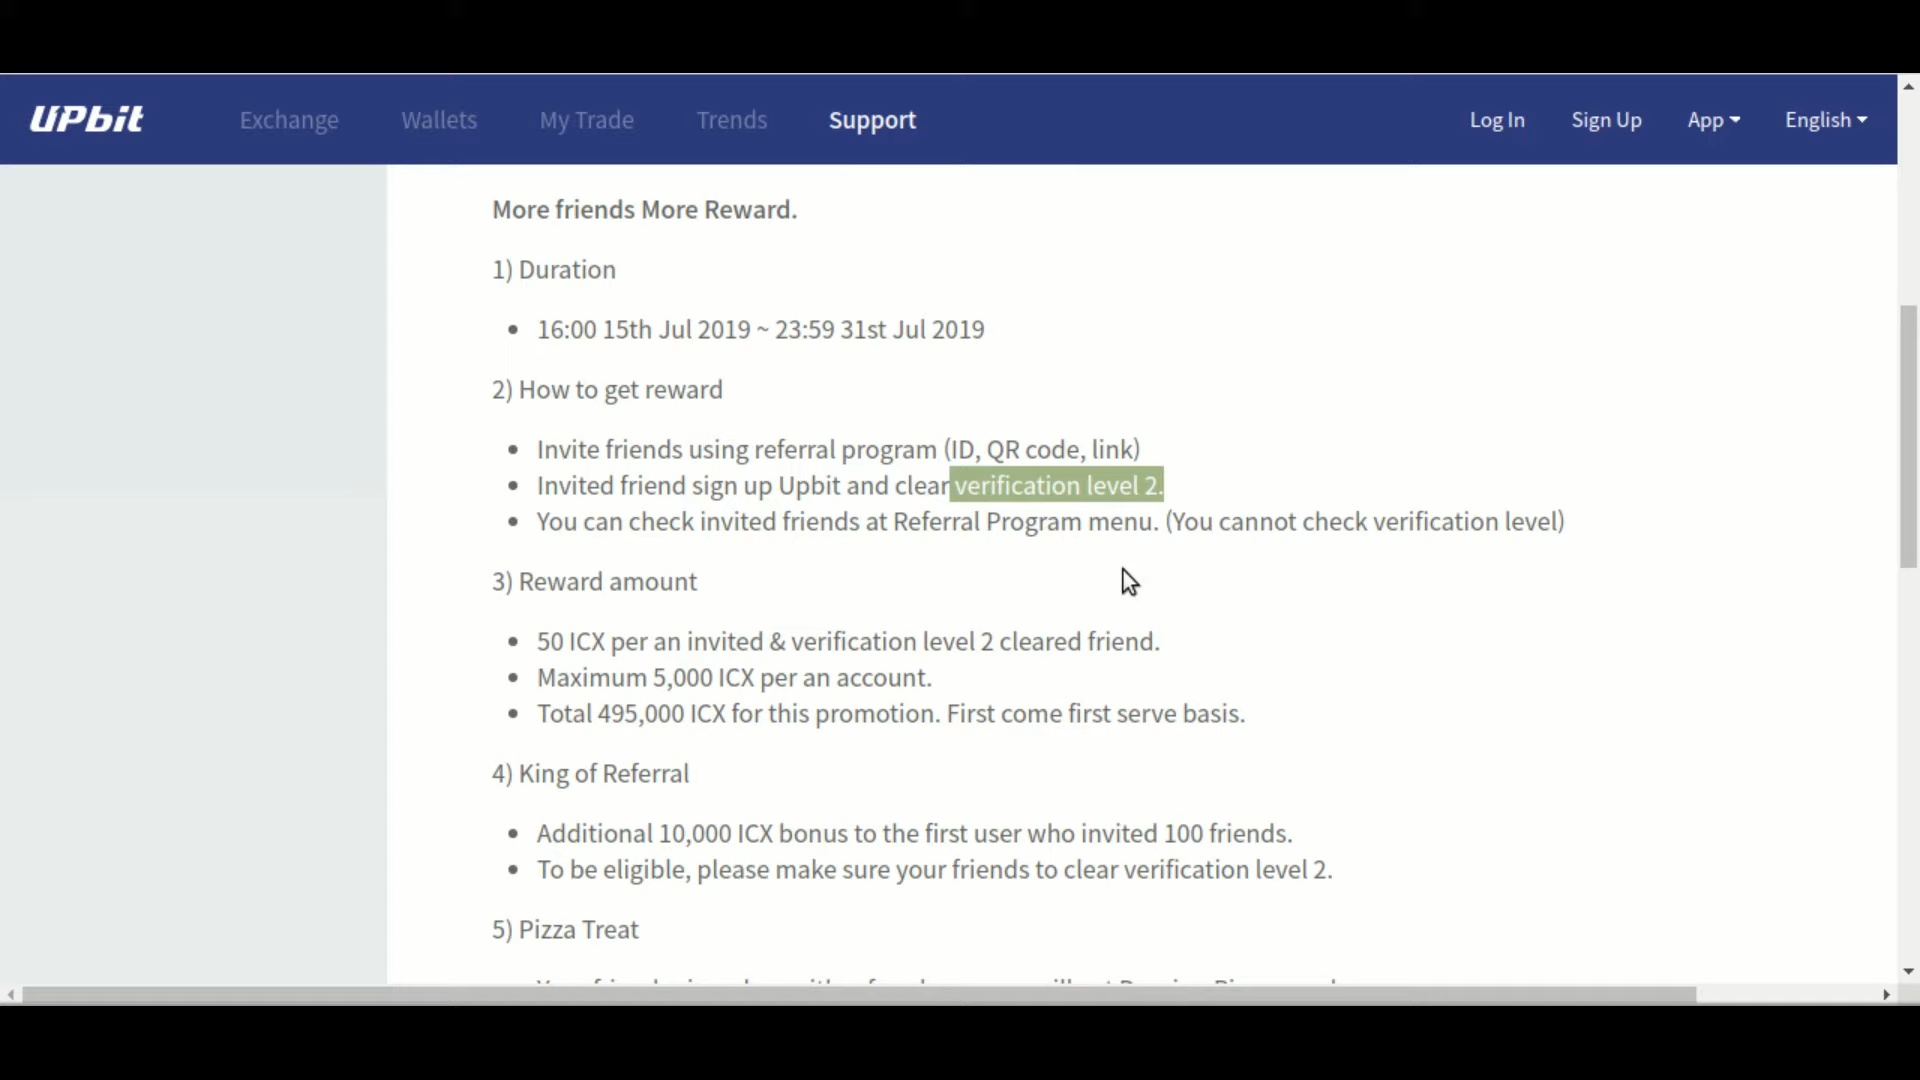 UPbit Exchange Wallets My Trade Trends Support Log In Sign Up App English
More friends More Reward.
1) Duration
16:00 15th Jul 2019 ~ 23:59 31st Jul 2019
2) How to get reward
Invite friends using referral program (ID, QR code, link)
Invited friend sign up Upbit and clear verification level 2.
You can check invited friends at Referral Program menu. (You cannot check verification level)
3) Reward amount
50 ICX per an invited & verification level 2 cleared friend.
Maximum 5,000 ICX per an account.
Total 495,000 ICX for this promotion. First come first serve basis.
4) King of Referral
Additional 10,000 ICX bonus to the first user who invited 100 friends.
To be eligible, please make sure your friends to clear verification level 2.
5) Pizza Treat